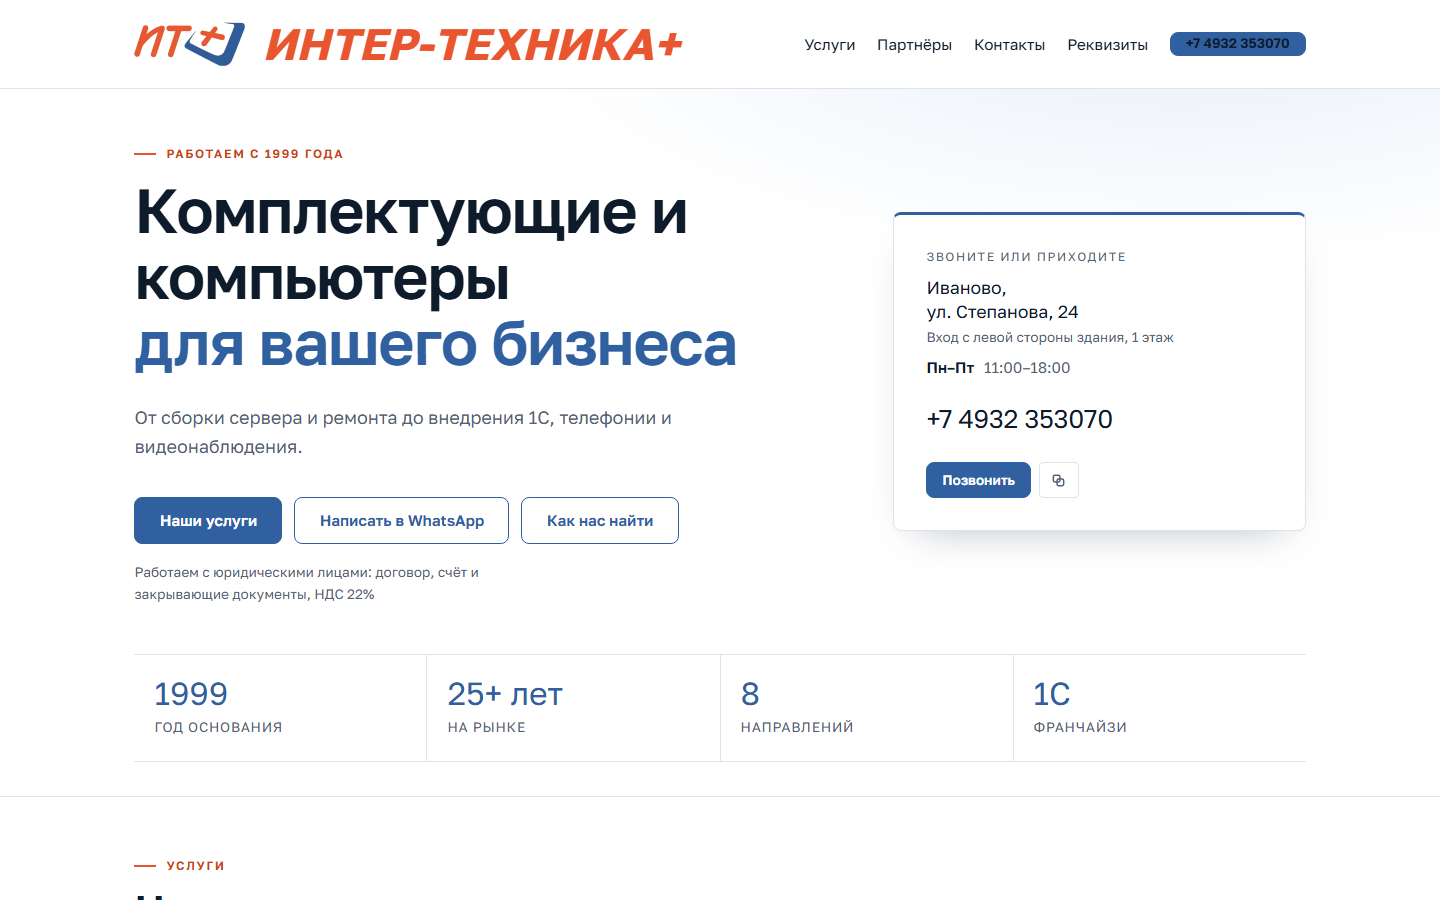 ИТ+ ИНТЕР-ТЕХНИКА+
Услуги Партнёры Контакты Реквизиты +7 4932 353070
РАБОТАЕМ С 1999 ГОДА
Комплектующие и
компьютеры
для вашего бизнеса
От сборки сервера и ремонта до внедрения 1С, телефонии и
видеонаблюдения.
Наши услуги Написать в WhatsApp Как нас найти
Работаем с юридическими лицами: договор, счёт и
закрывающие документы, НДС 22%
ЗВОНИТЕ ИЛИ ПРИХОДИТЕ
Иваново,
ул. Степанова, 24
Вход с левой стороны здания, 1 этаж
Пн–Пт 11:00–18:00
+7 4932 353070
Позвонить
1999
ГОД ОСНОВАНИЯ
25+ лет
НА РЫНКЕ
8
НАПРАВЛЕНИЙ
1С
ФРАНЧАЙЗИ
УСЛУГИ